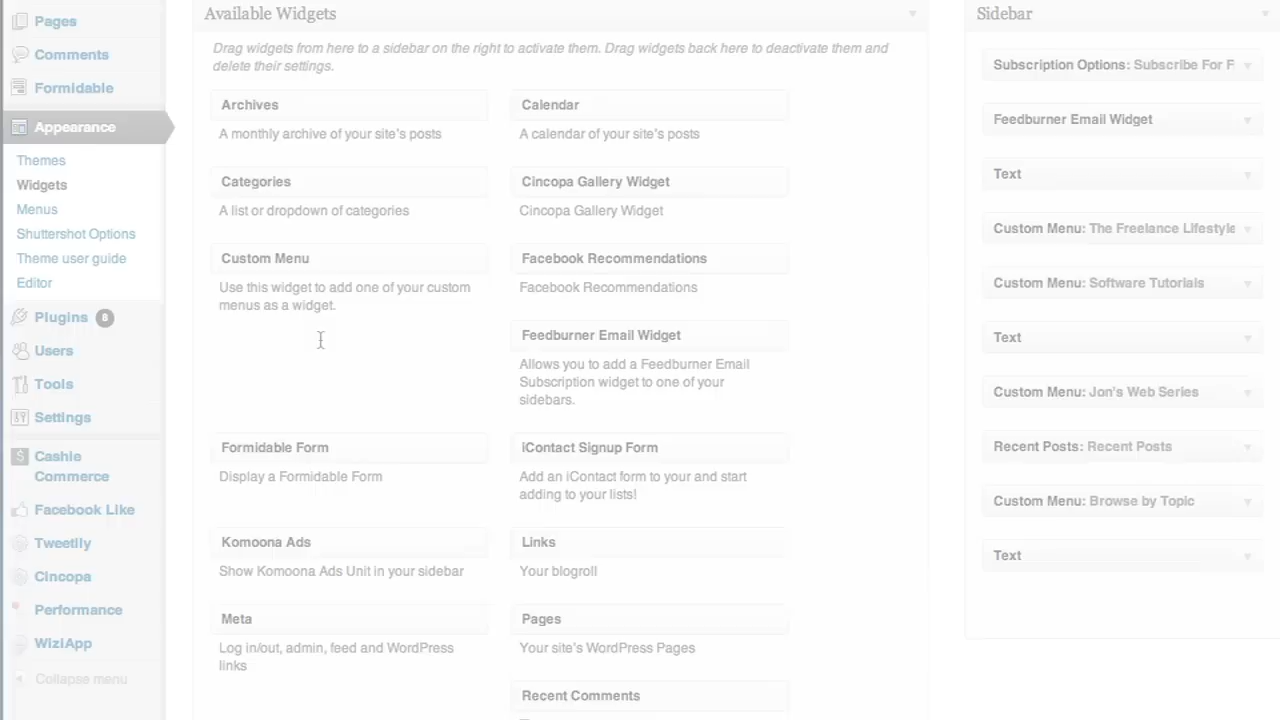 Pages
Comments
Formidable
Appearance
Themes
Widgets
Menus
Shuttershot Options
Theme user guide
Editor
Plugins 8
Users
Tools
Settings
Cashie
Commerce
Facebook Like
Tweetily
Cincopa
Performance
WiziApp
Collapse menu
Available Widgets
Drag widgets from here to a sidebar on the right to activate them. Drag widgets back here to deactivate them and
delete their settings.
Archives
A monthly archive of your site's posts
Calendar
A calendar of your site's posts
Categories
A list or dropdown of categories
Cincopa Gallery Widget
Cincopa Gallery Widget
Custom Menu
Use this widget to add one of your custom
menus as a widget.
Facebook Recommendations
Facebook Recommendations
Feedburner Email Widget
Allows you to add a Feedburner Email
Subscription widget to one of your
sidebars.
Formidable Form
Display a Formidable Form
iContact Signup Form
Add an iContact form to your and start
adding to your lists!
Komoona Ads
Show Komoona Ads Unit in your sidebar
Links
Your blogroll
Meta
Log in/out, admin, feed and WordPress
links
Pages
Your site's WordPress Pages
Recent Comments
Sidebar
Subscription Options: Subscribe For F
Feedburner Email Widget
Text
Custom Menu: The Freelance Lifestyle
Custom Menu: Software Tutorials
Text
Custom Menu: Jon's Web Series
Recent Posts: Recent Posts
Custom Menu: Browse by Topic
Text